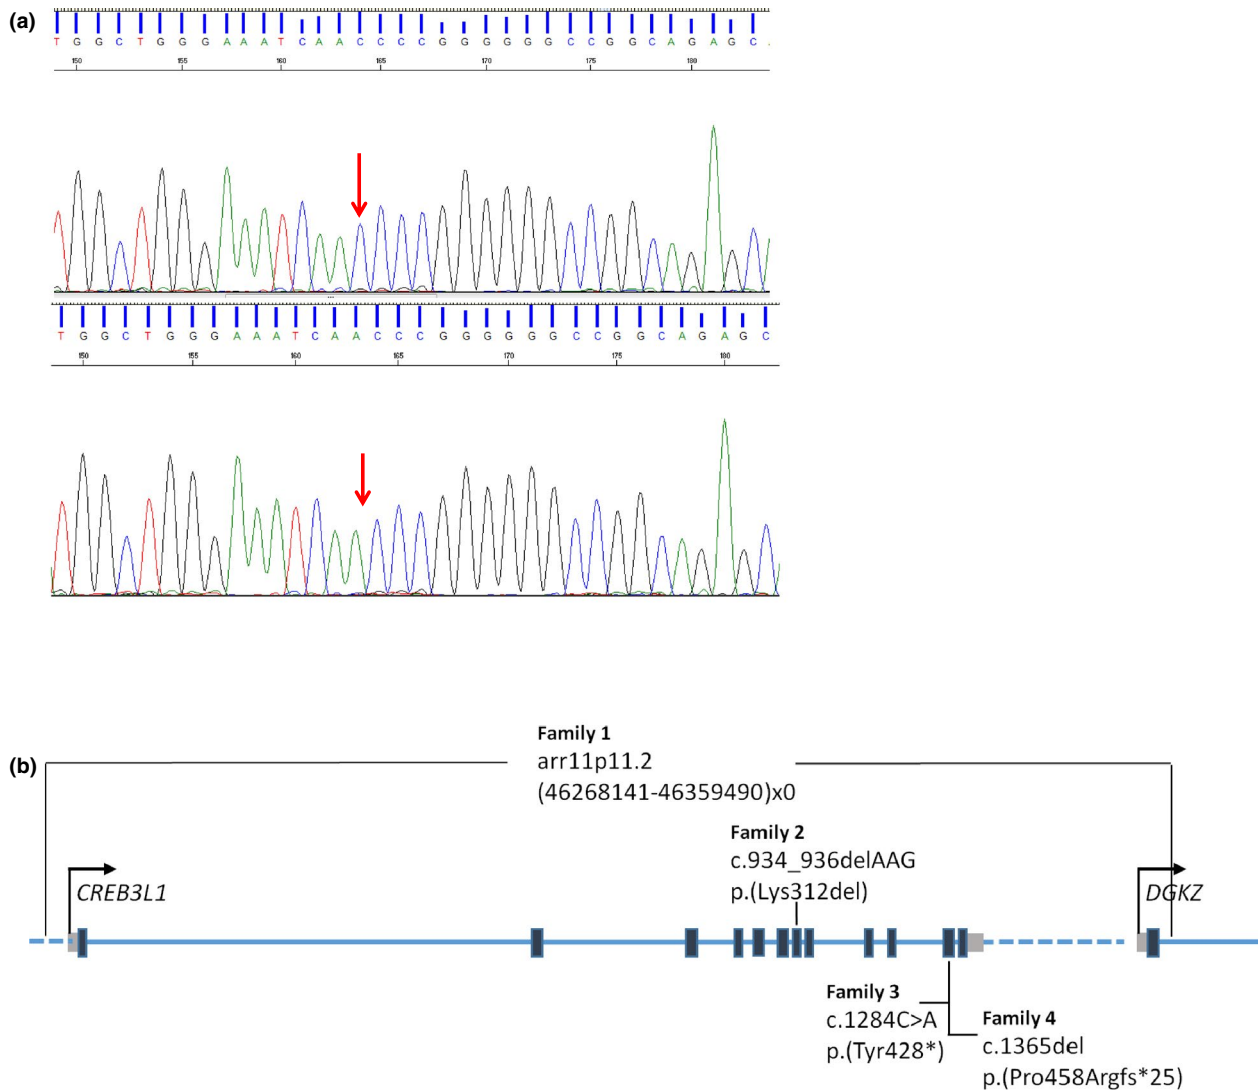 (a)
T G G C T G G G A A A T C A A C C C C G G G G G G C C G G C A G A G C
150 155 160 165 170 175 180
T G G C T G G G A A A T C A A C C C G G G G G G C C G G C A G A G C
150 155 160 165 170 175 180
(b)
Family 1
arr11p11.2
(46268141-46359490)x0
Family 2
c.934_936delAAG
p.(Lys312del)
CREB3L1
DGKZ
Family 3
c.1284C>A
p.(Tyr428*)
Family 4
c.1365del
p.(Pro458Argfs*25)